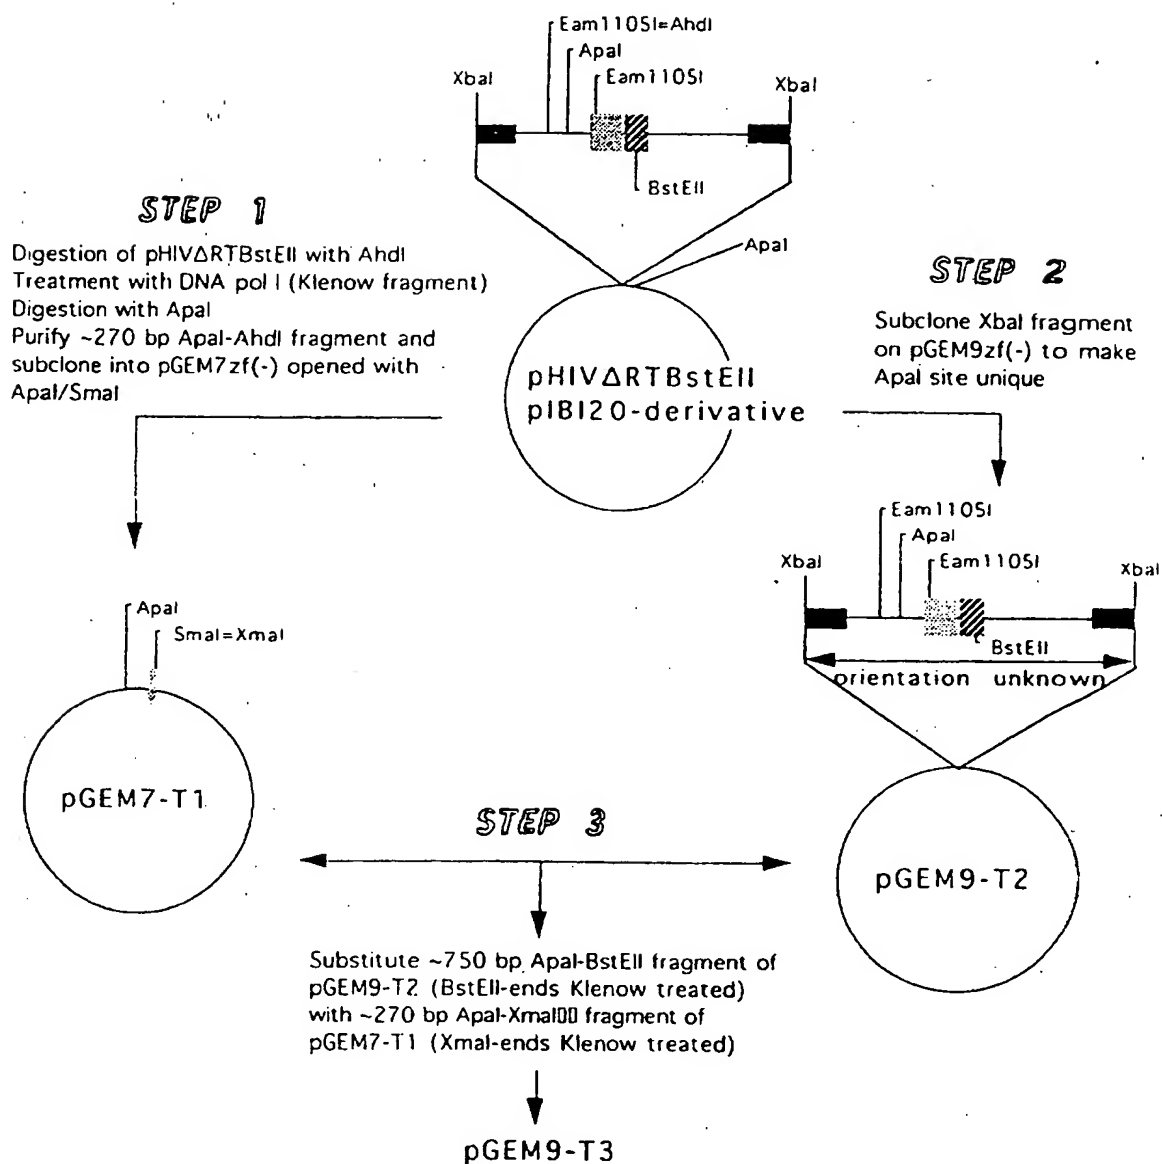 Eam1105I=AhdI
ApaI
Eam1105I
XbaI
XbaI
BstEII
ApaI
STEP 1
Digestion of pHIVΔRTBstEII with AhdI
Treatment with DNA pol I (Klenow fragment)
Digestion with ApaI
Purify ~270 bp ApaI-AhdI fragment and
subclone into pGEM7zf(-) opened with
ApaI/SmaI
pHIVΔRTBstEII
pIBI20-derivative
STEP 2
Subclone XbaI fragment
on pGEM9zf(-) to make
ApaI site unique
Eam1105I
ApaI
Eam1105I
XbaI
XbaI
BstEII
orientation unknown
ApaI
SmaI=XmaI
pGEM7-T1
STEP 3
pGEM9-T2
Substitute ~750 bp ApaI-BstEII fragment of
pGEM9-T2 (BstEII-ends Klenow treated)
with ~270 bp ApaI-XmaI▯▯ fragment of
pGEM7-T1 (XmaI-ends Klenow treated)
pGEM9-T3